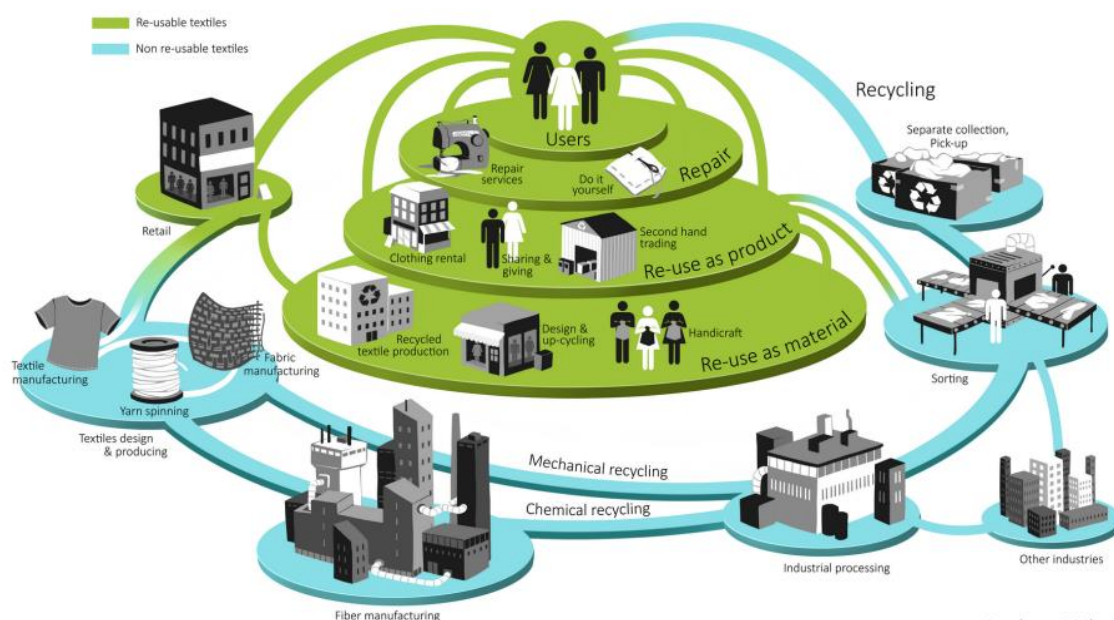 Re-usable textiles
Non re-usable textiles
Users
Recycling
Separate collection,
Pick-up
Repair
services
Do it
yourself
Repair
Retail
Clothing rental
Sharing &
giving
Second hand
trading
Re-use as product
Recycled
textile production
Design &
up-cycling
Handicraft
Re-use as material
Sorting
Textile
manufacturing
Fabric
manufacturing
Yarn spinning
Textiles design
& producing
Mechanical recycling
Chemical recycling
Industrial processing
Other industries
Fiber manufacturing